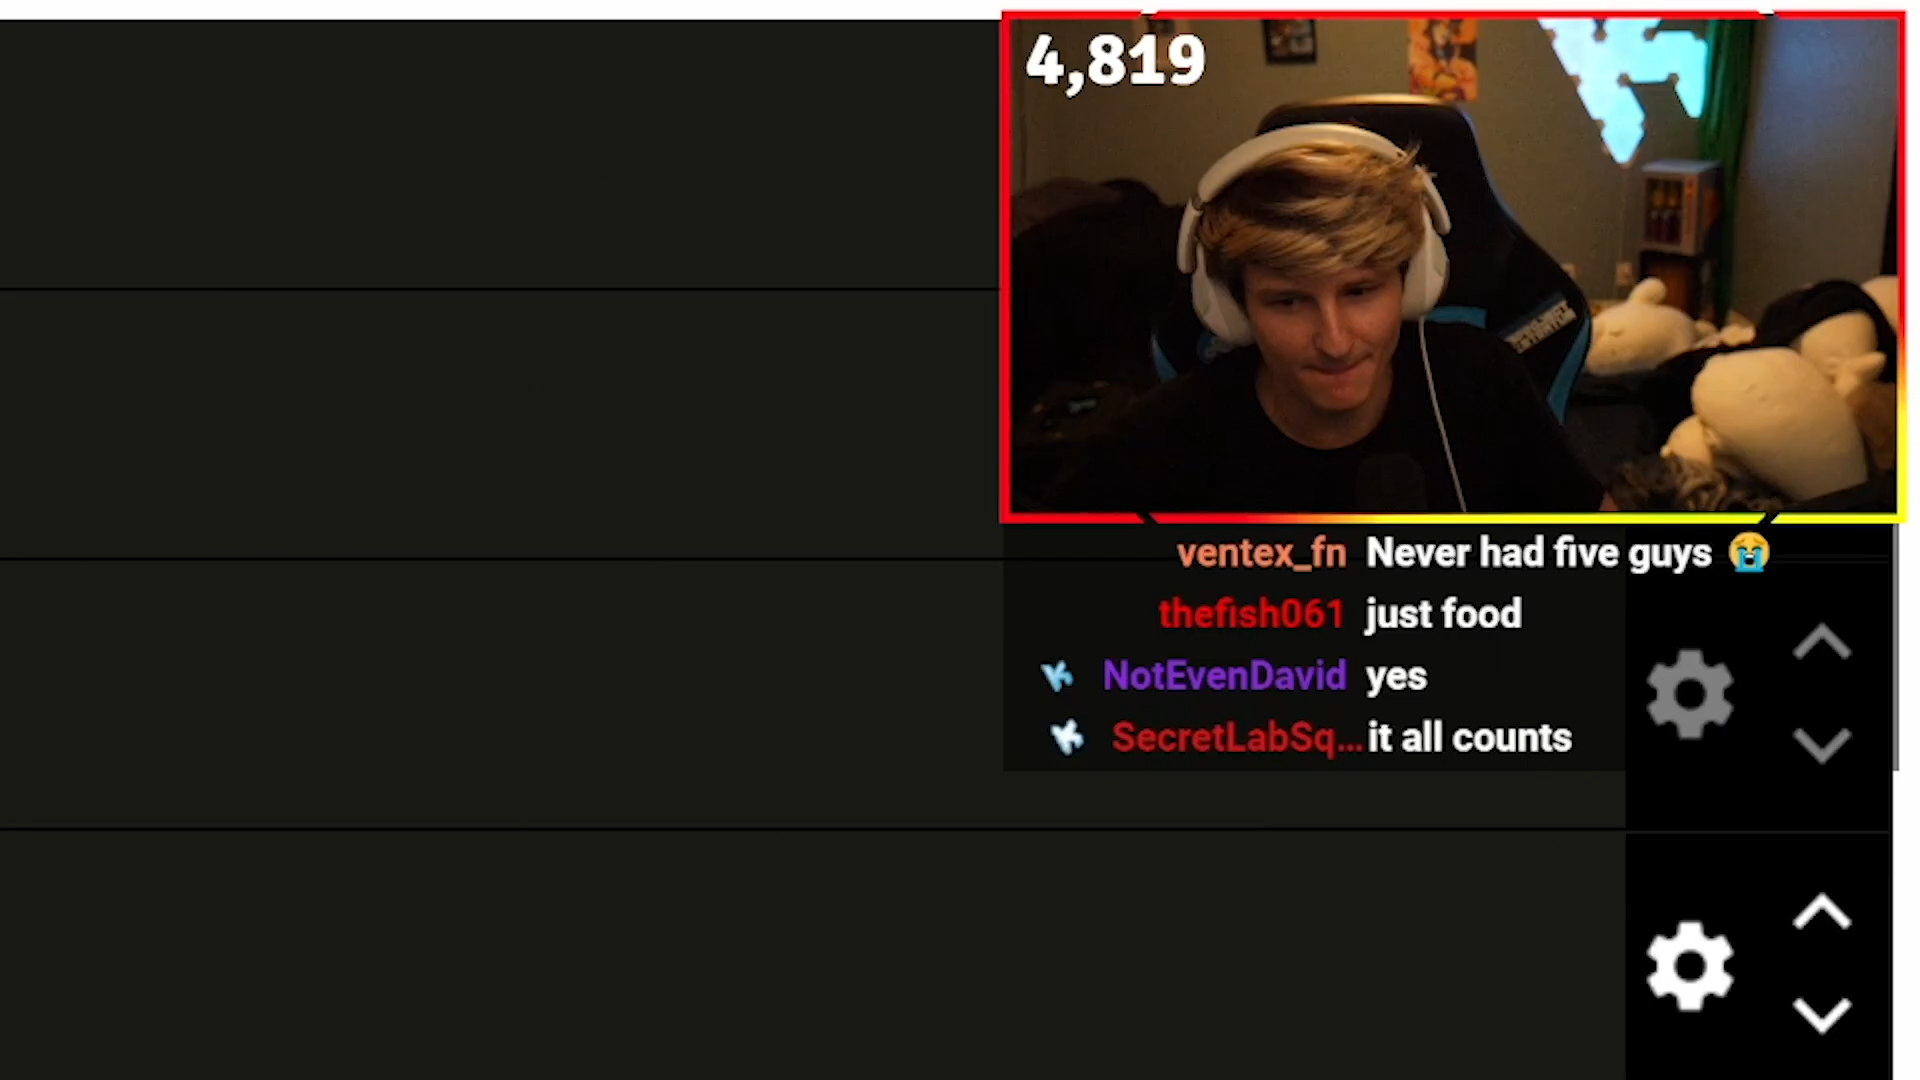 4,819
ventex_fn Never had five guys 😭
thefish061 just food
NotEvenDavid yes
SecretLabSq... it all counts